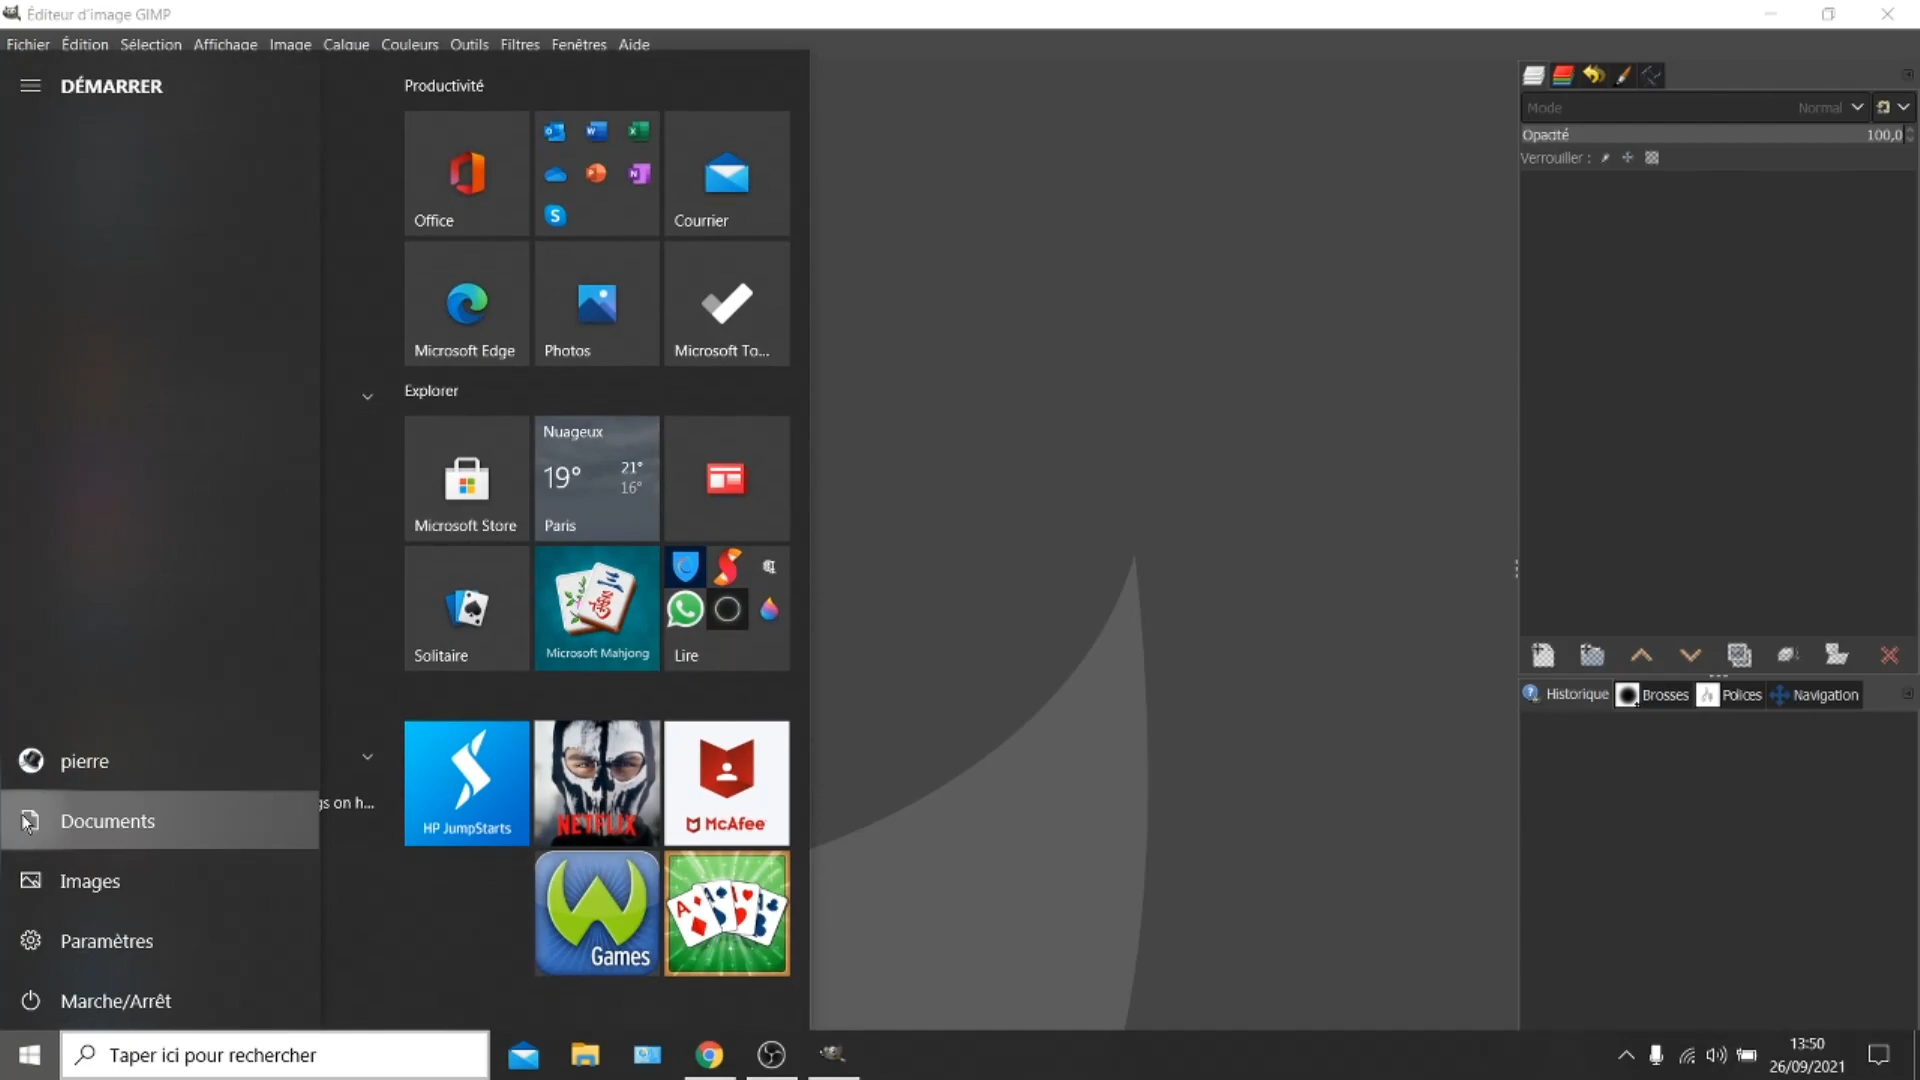 Éditeur d'image GIMP
Fichier Édition Sélection Affichage Image Calque Couleurs Outils Filtres Fenêtres Aide
DÉMARRER
Productivité
Office
Courrier
Microsoft Edge
Photos
Microsoft To...
Explorer
Nuageux
19°
21°
16°
Microsoft Store
Paris
Solitaire
Microsoft Mahjong
Lire
pierre
Documents
gs on h...
Images
Paramètres
Marche/Arrêt
HP JumpStarts
NETFLIX
McAfee
Games
A
Mode
Normal
Opacité
100,0
Verrouiller :
Historique
Brosses
Polices
Navigation
Taper ici pour rechercher
13:50
26/09/2021